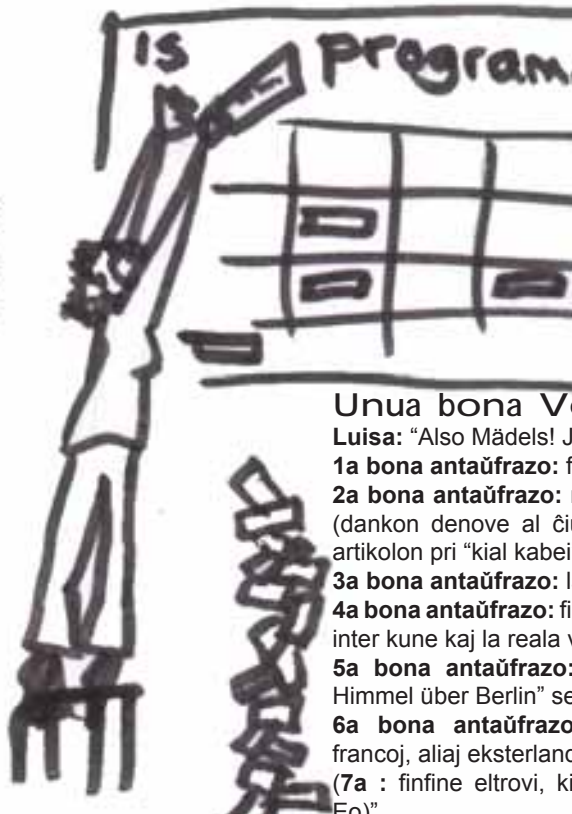 is program
Unua bona V
Luisa: “Also Mädels! J
1a bona antaŭfrazo: f
2a bona antaŭfrazo:
(dankon denove al ĉiu
artikolon pri “kial kabei
3a bona antaŭfrazo: l
4a bona antaŭfrazo: fi
inter kune kaj la reala v
5a bona antaŭfrazo:
Himmel über Berlin” se
6a bona antaŭfrazo
francoj, aliaj eksterland
(7a : finfine eltrovi, ki
Eo)”